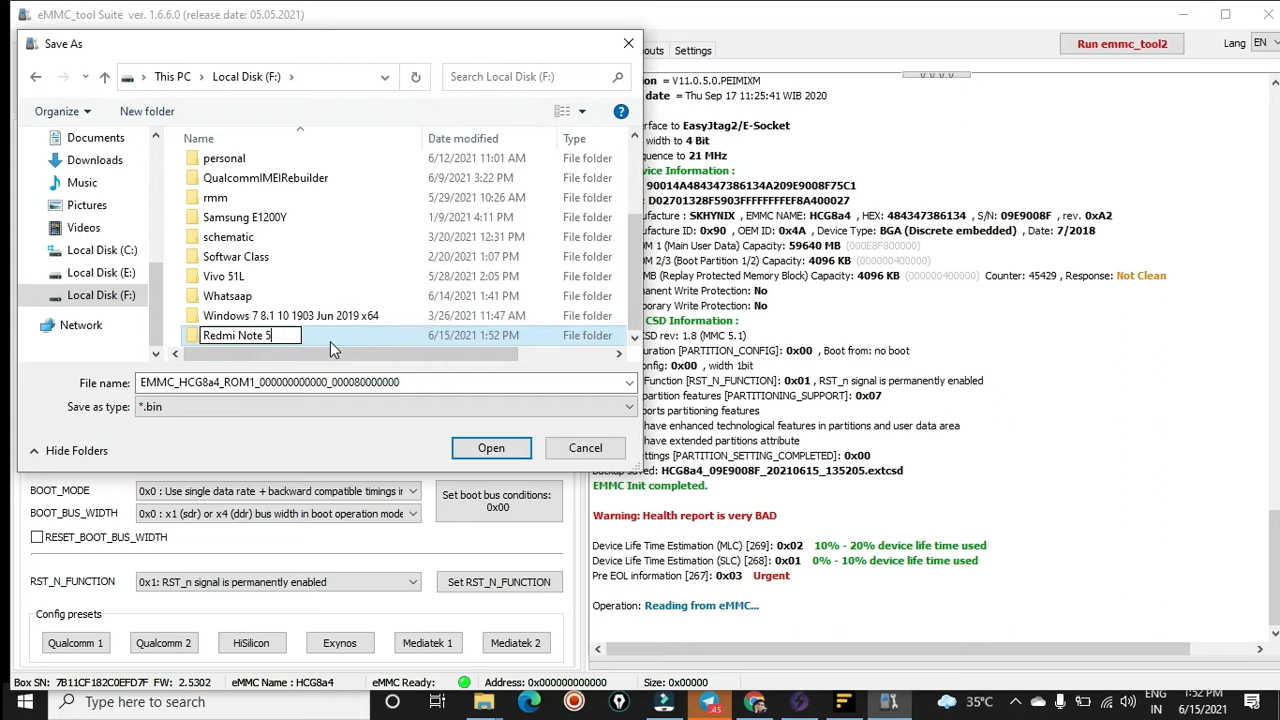 eMMC_tool Suite ver. 1.6.6.0 (release date: 05.05.2021)
Save As
outs Settings
Run emmc_tool2
Lang EN
This PC > Local Disk (F:) >
Search Local Disk (F:)
Organize
New folder
Name Date modified Type
Documents
Downloads
Music
Pictures
Videos
Local Disk (C:)
Local Disk (E:)
Local Disk (F:)
Network
personal 6/12/2021 11:01 AM File folder
QualcommIMEIRebuilder 6/9/2021 3:22 PM File folder
rmm 5/29/2021 10:26 AM File folder
Samsung E1200Y 1/9/2021 4:11 PM File folder
schematic 3/20/2021 12:31 PM File folder
Softwar Class 2/20/2021 1:07 PM File folder
Vivo 51L 5/28/2021 2:05 PM File folder
Whatsaap 6/14/2021 1:41 PM File folder
Windows 7 8.1 10 1903 Jun 2019 x64 3/26/2021 11:47 AM File folder
Redmi Note 5 6/15/2021 1:52 PM File folder
File name: EMMC_HCG8a4_ROM1_000000000000_000080000000
Save as type: *.bin
Hide Folders
Open
Cancel
on = V11.0.5.0.PEIMIXM
date = Thu Sep 17 11:25:41 WIB 2020
erface to EasyJtag2/E-Socket
width to 4 Bit
quence to 21 MHz
vice Information :
90014A484347386134A209E9008F75C1
: D02701328F5903FFFFFFFFEF8A400027
ufacture : SKHYNIX , EMMC NAME: HCG8a4 , HEX: 484347386134 , S/N: 09E9008F , rev. 0xA2
ufacture ID: 0x90 , OEM ID: 0x4A , Device Type: BGA (Discrete embedded) , Date: 7/2018
OM 1 (Main User Data) Capacity: 59640 MB (000E8F800000)
OM 2/3 (Boot Partition 1/2) Capacity: 4096 KB (000000400000)
MB (Replay Protected Memory Block) Capacity: 4096 KB (000000400000) Counter: 45429 , Response: Not Clean
manent Write Protection: No
porary Write Protection: No
CSD Information :
CSD rev: 1.8 (MMC 5.1)
uration [PARTITION_CONFIG]: 0x00 , Boot from: no boot
onfig: 0x00 , width 1bit
Function [RST_N_FUNCTION]: 0x01 , RST_n signal is permanently enabled
partition features [PARTITIONING_SUPPORT]: 0x07
ports partitioning features
have enhanced technological features in partitions and user data area
have extended partitions attribute
ettings [PARTITION_SETTING_COMPLETED]: 0x00
Backup saved: HCG8a4_09E9008F_20210615_135205.extcsd
EMMC Init completed.
Warning: Health report is very BAD
Device Life Time Estimation (MLC) [269]: 0x02 10% - 20% device life time used
Device Life Time Estimation (SLC) [268]: 0x01 0% - 10% device life time used
Pre EOL information [267]: 0x03 Urgent
Operation: Reading from eMMC...
BOOT_MODE 0x0 : Use single data rate + backward compatible timings i
BOOT_BUS_WIDTH 0x0 : x1 (sdr) or x4 (ddr) bus width in boot operation mode
Set boot bus conditions:
0x00
RESET_BOOT_BUS_WIDTH
RST_N_FUNCTION 0x1: RST_n signal is permanently enabled
Set RST_N_FUNCTION
Config presets
Qualcomm 1 Qualcomm 2 HiSilicon Exynos Mediatek 1 Mediatek 2
Box SN: 7B11CF182C0EFD7F FW: 2.5302 eMMC Name : HCG8a4 eMMC Ready: Address: 0x000000000000 Size: 0x00000
Type here to search
45
35°C
ENG
IN
1:52 PM
6/15/2021